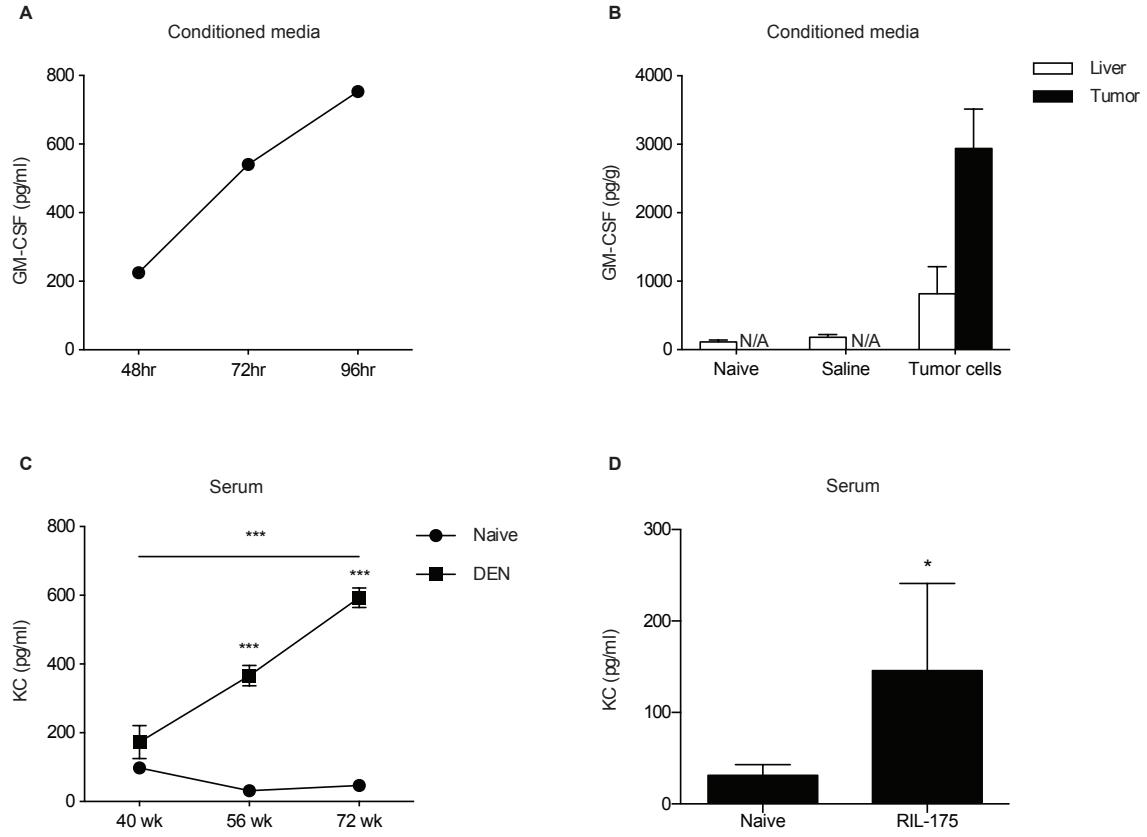 A
Conditioned media
GM-CSF (pg/ml)
800
600
400
200
0
48hr 72hr 96hr
B
Conditioned media
GM-CSF (pg/g)
4000
3000
2000
1000
0
N/A N/A
Naive Saline Tumor cells
Liver
Tumor
C
Serum
KC (pg/ml)
800
600
400
200
0
***
***
***
40 wk 56 wk 72 wk
Naive
DEN
D
Serum
KC (pg/ml)
300
200
100
0
*
Naive RIL-175